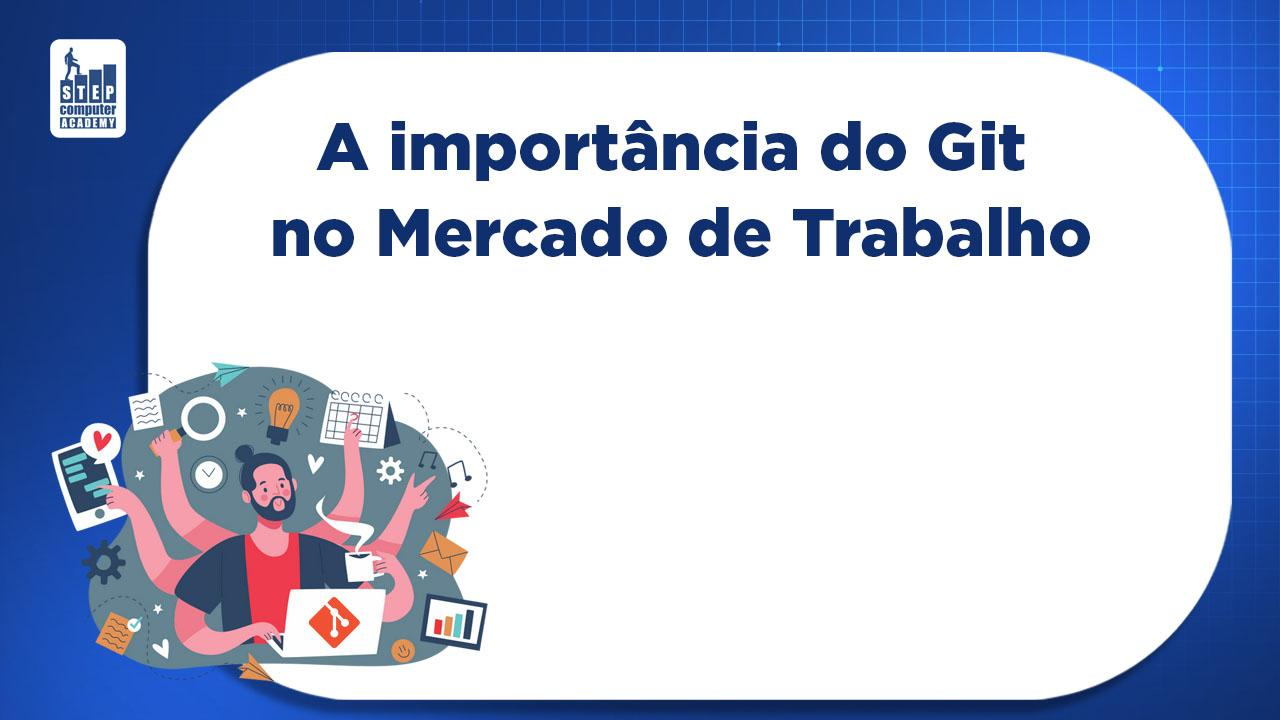 STEP
computer
ACADEMY
A importância do Git
no Mercado de Trabalho